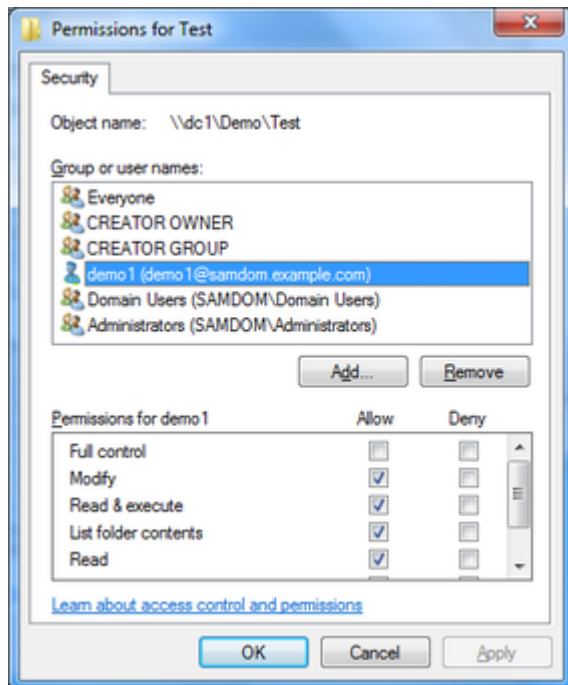 Permissions for Test
Security
Object name: \\dc1\Demo\Test
Group or user names:
Everyone
CREATOR OWNER
CREATOR GROUP
demo1 (demo1@samdom.example.com)
Domain Users (SAMDOM\Domain Users)
Administrators (SAMDOM\Administrators)
Add...
Remove
Permissions for demo1 Allow Deny
Full control
Modify
Read & execute
List folder contents
Read
Learn about access control and permissions
OK Cancel Apply